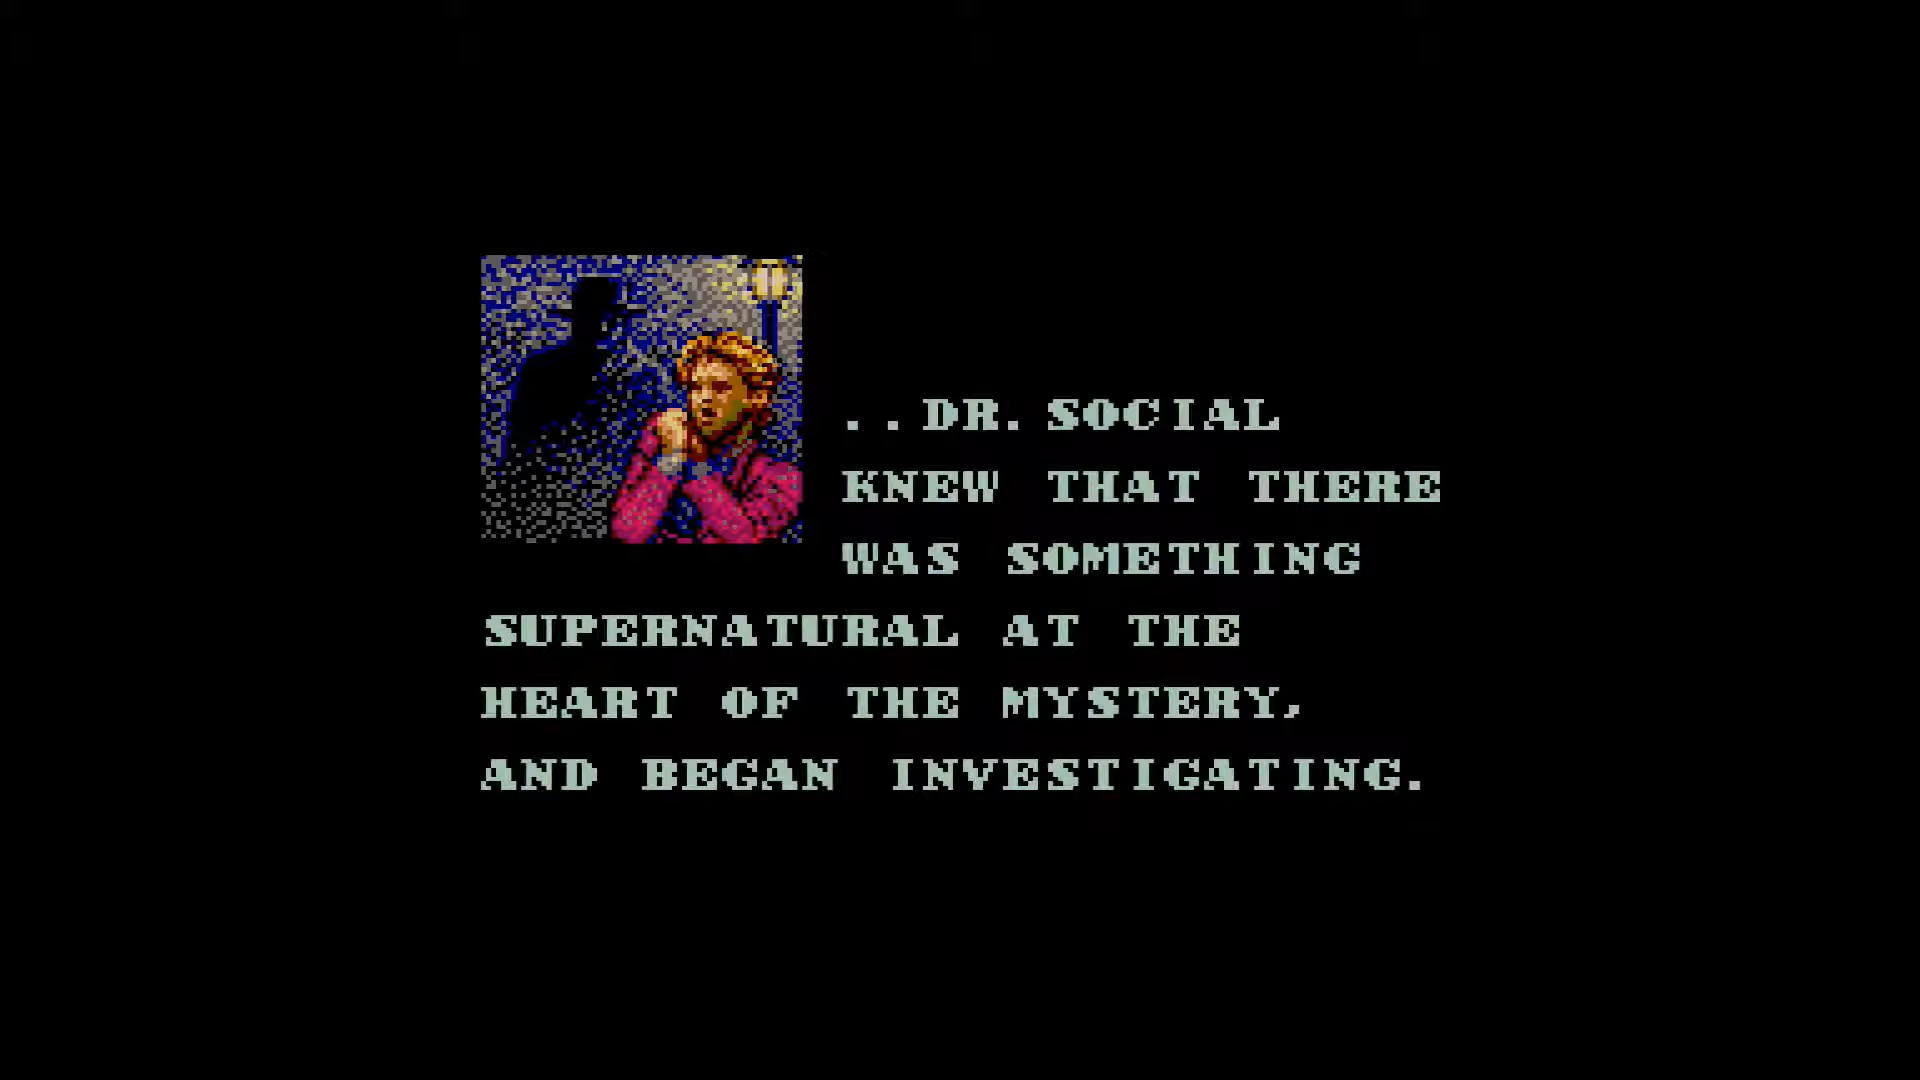 ..DR. SOCIAL
KNEW THAT THERE
WAS SOMETHING
SUPERNATURAL AT THE
HEART OF THE MYSTERY,
AND BEGAN INVESTIGATING.